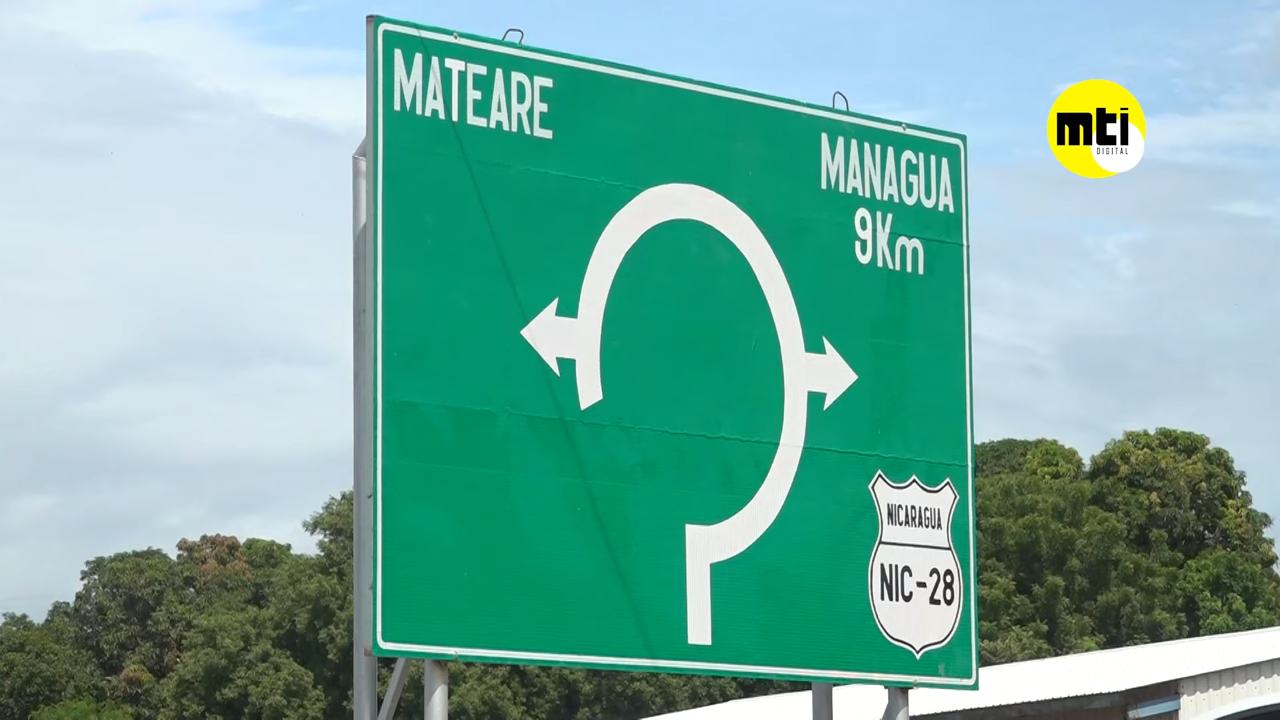 MATEARE
MANAGUA
9Km
NICARAGUA
NIC-28
mti
DIGITAL